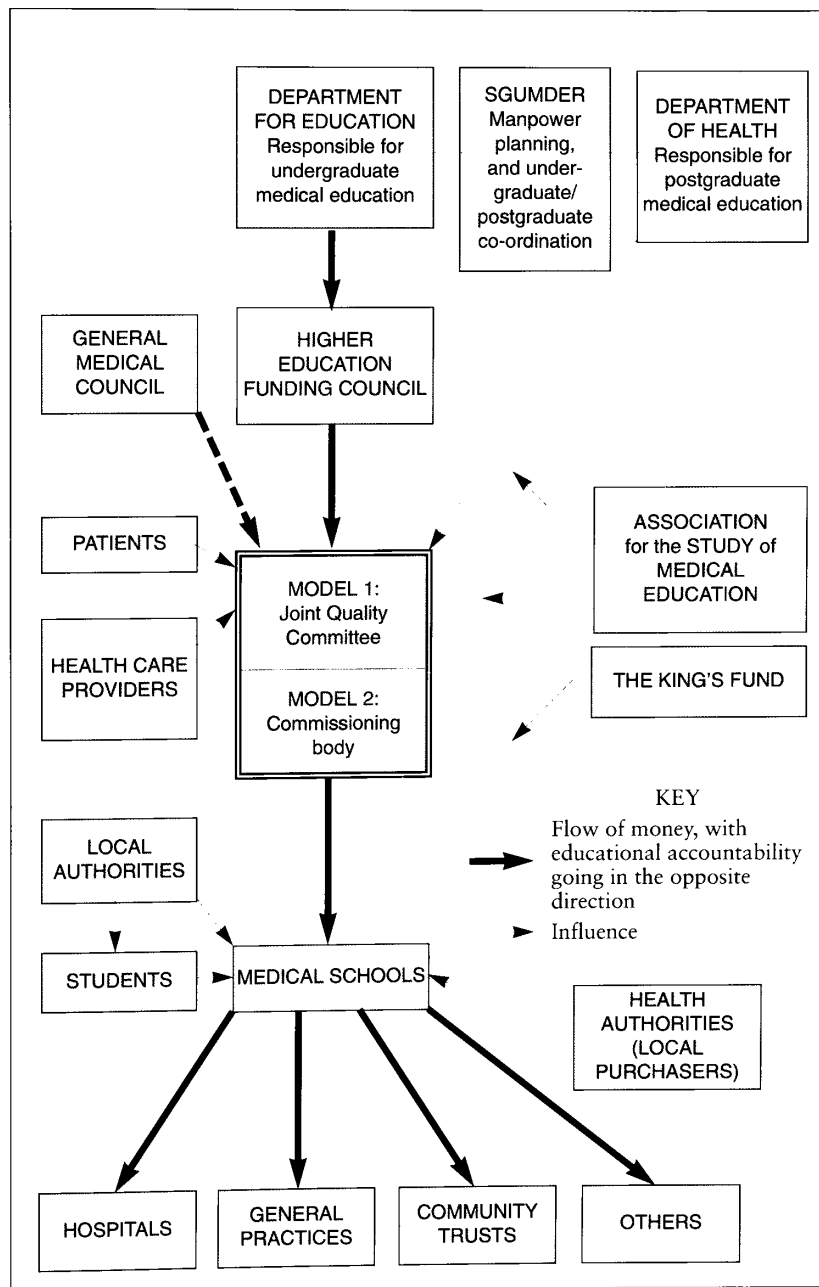 DEPARTMENT
FOR EDUCATION
Responsible for
undergraduate
medical education
SGUMDER
Manpower
planning,
and under-
graduate/
postgraduate
co-ordination
DEPARTMENT
OF HEALTH
Responsible for
postgraduate
medical education
GENERAL
MEDICAL
COUNCIL
HIGHER
EDUCATION
FUNDING COUNCIL
PATIENTS
HEALTH CARE
PROVIDERS
MODEL 1:
Joint Quality
Committee
MODEL 2:
Commissioning
body
ASSOCIATION
for the STUDY of
MEDICAL
EDUCATION
THE KING'S FUND
KEY
Flow of money, with
educational accountability
going in the opposite
direction
Influence
LOCAL
AUTHORITIES
STUDENTS
MEDICAL SCHOOLS
HEALTH
AUTHORITIES
(LOCAL
PURCHASERS)
HOSPITALS
GENERAL
PRACTICES
COMMUNITY
TRUSTS
OTHERS